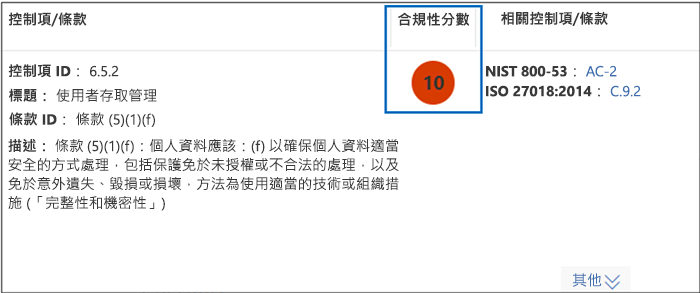 控制項/條款
合規性分數
相關控制項/條款
控制項 ID： 6.5.2
10
NIST 800-53： AC-2
ISO 27018:2014： C.9.2
標題： 使用者存取管理
條款 ID： 條款 (5)(1)(f)
描述： 條款 (5)(1)(f)：個人資料應該：(f) 以確保個人資料適當
安全的方式處理，包括保護免於未授權或不合法的處理，以及
免於意外遺失、毀損或損壞，方法為使用適當的技術或組織措
施 (「完整性和機密性」)
其他